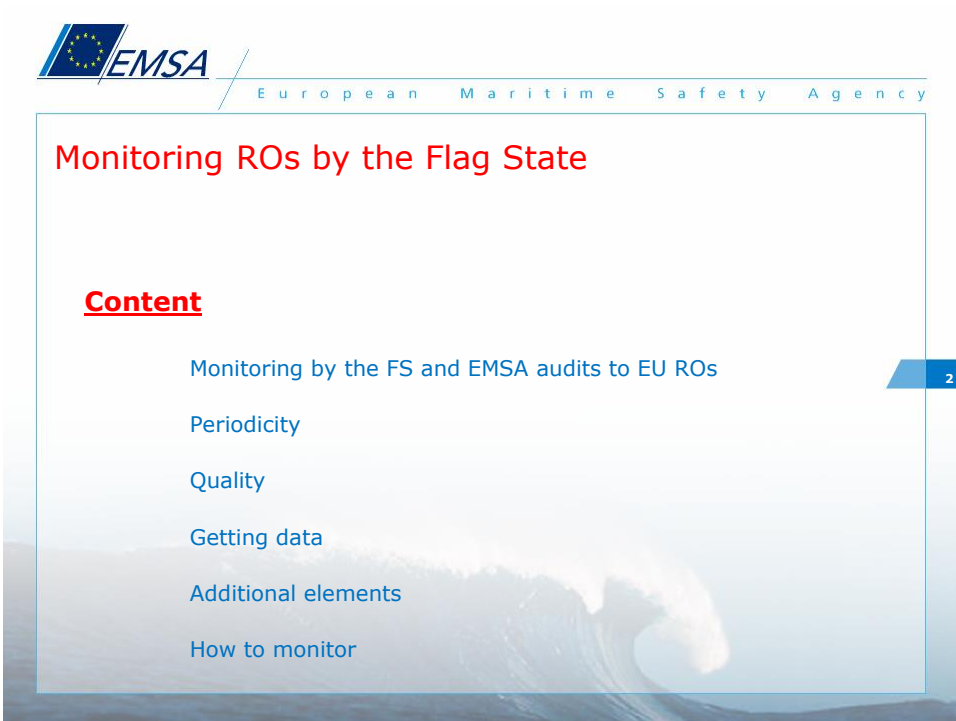 EMSA
European Maritime Safety Agency
Monitoring ROs by the Flag State
Content
Monitoring by the FS and EMSA audits to EU ROs
2
Periodicity
Quality
Getting data
Additional elements
How to monitor